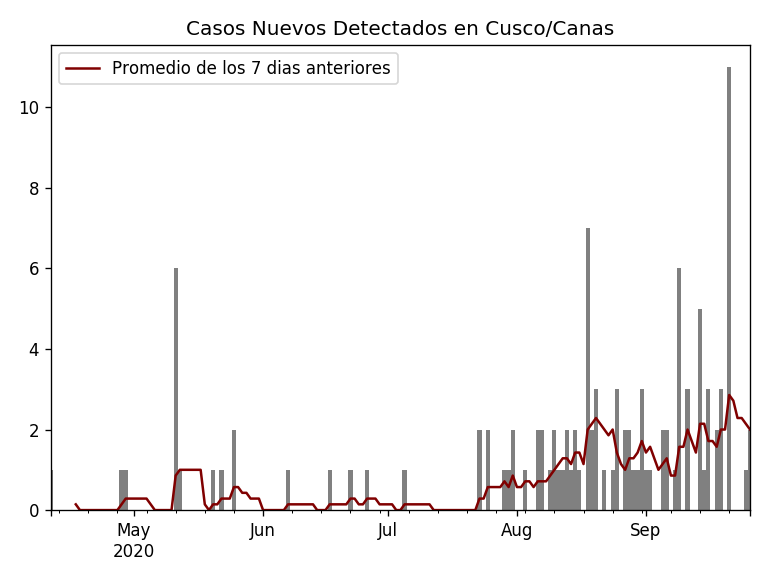 Casos Nuevos Detectados en Cusco/Canas
Promedio de los 7 dias anteriores
10
8
6
4
2
0
May Jun Jul Aug Sep
2020